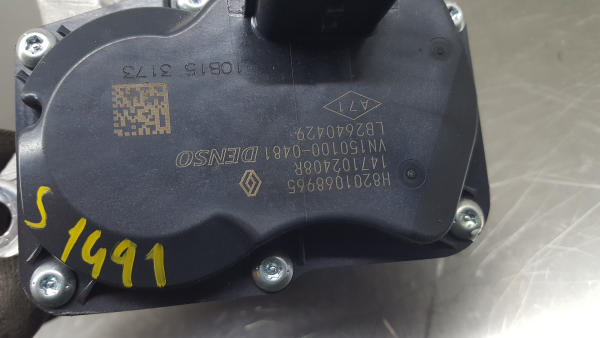 H8201068965
147102408R
VN150100-0481 DENSO
LB2640429
A71
10B15 3173
S 1491